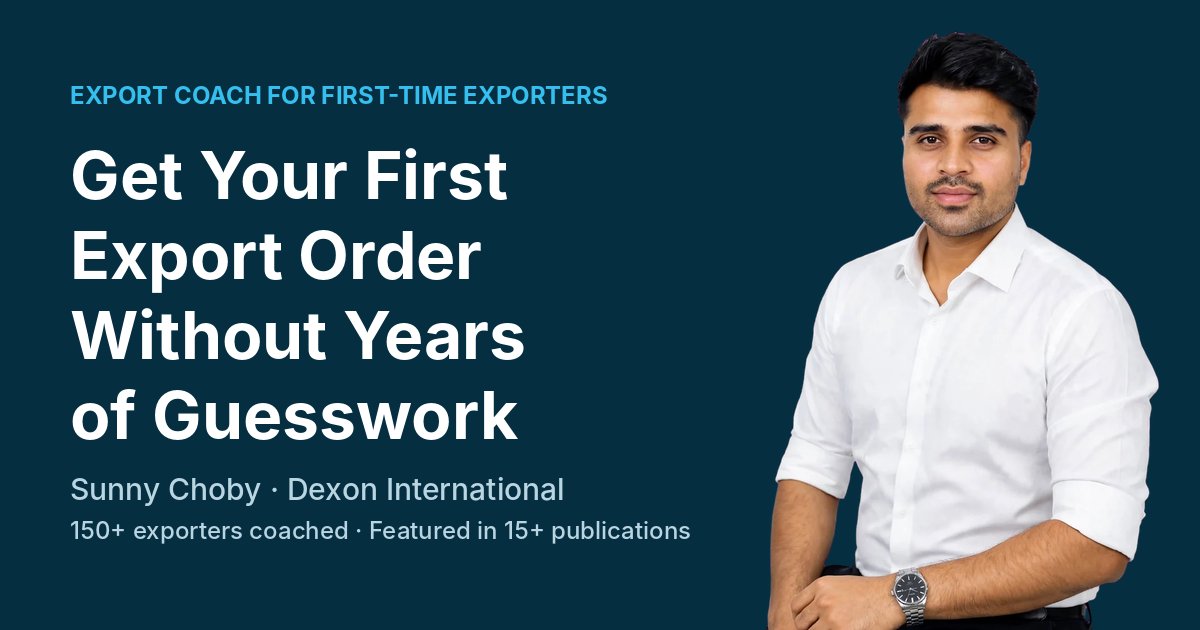 EXPORT COACH FOR FIRST-TIME EXPORTERS
Get Your First
Export Order
Without Years
of Guesswork
Sunny Choby · Dexon International
150+ exporters coached · Featured in 15+ publications